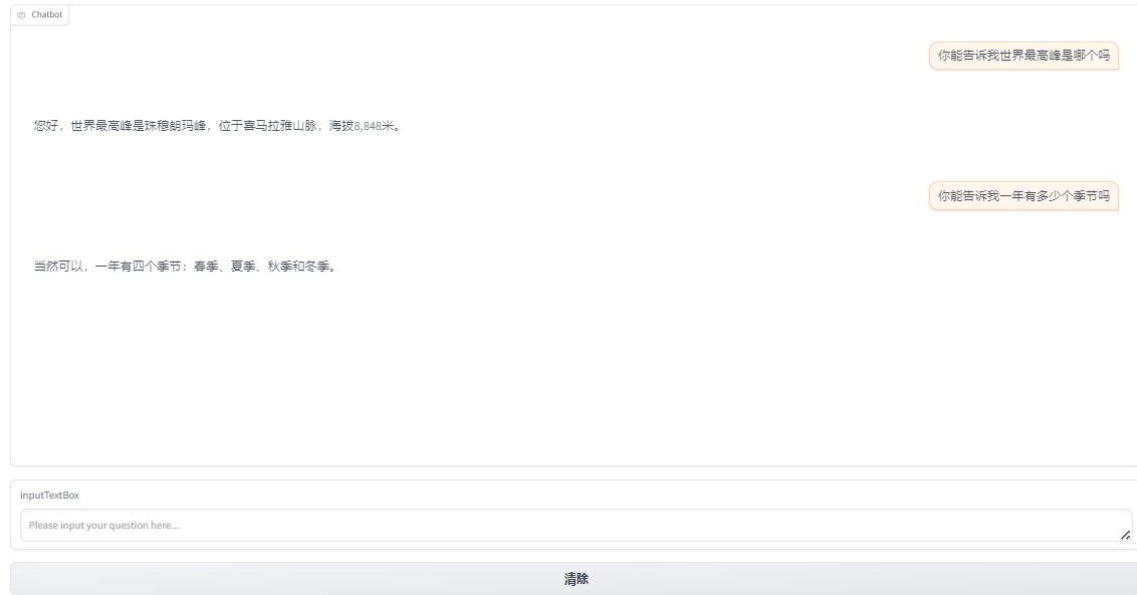 Chatbot
你能告诉我世界最高峰是哪个吗
您好，世界最高峰是珠穆朗玛峰，位于喜马拉雅山脉，海拔8,848米。
你能告诉我一年有多少个季节吗
当然可以，一年有四个季节：春季、夏季、秋季和冬季。
inputTextBox
Please input your question here...
清除